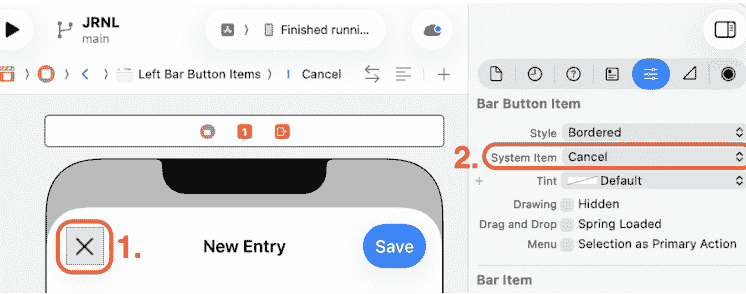 JRNL
main
Finished runni...
Left Bar Button Items
Cancel
1
1.
New Entry
Save
Bar Button Item
Style Bordered
2.
System Item Cancel
Tint Default
Drawing Hidden
Drag and Drop Spring Loaded
Menu Selection as Primary Action
Bar Item